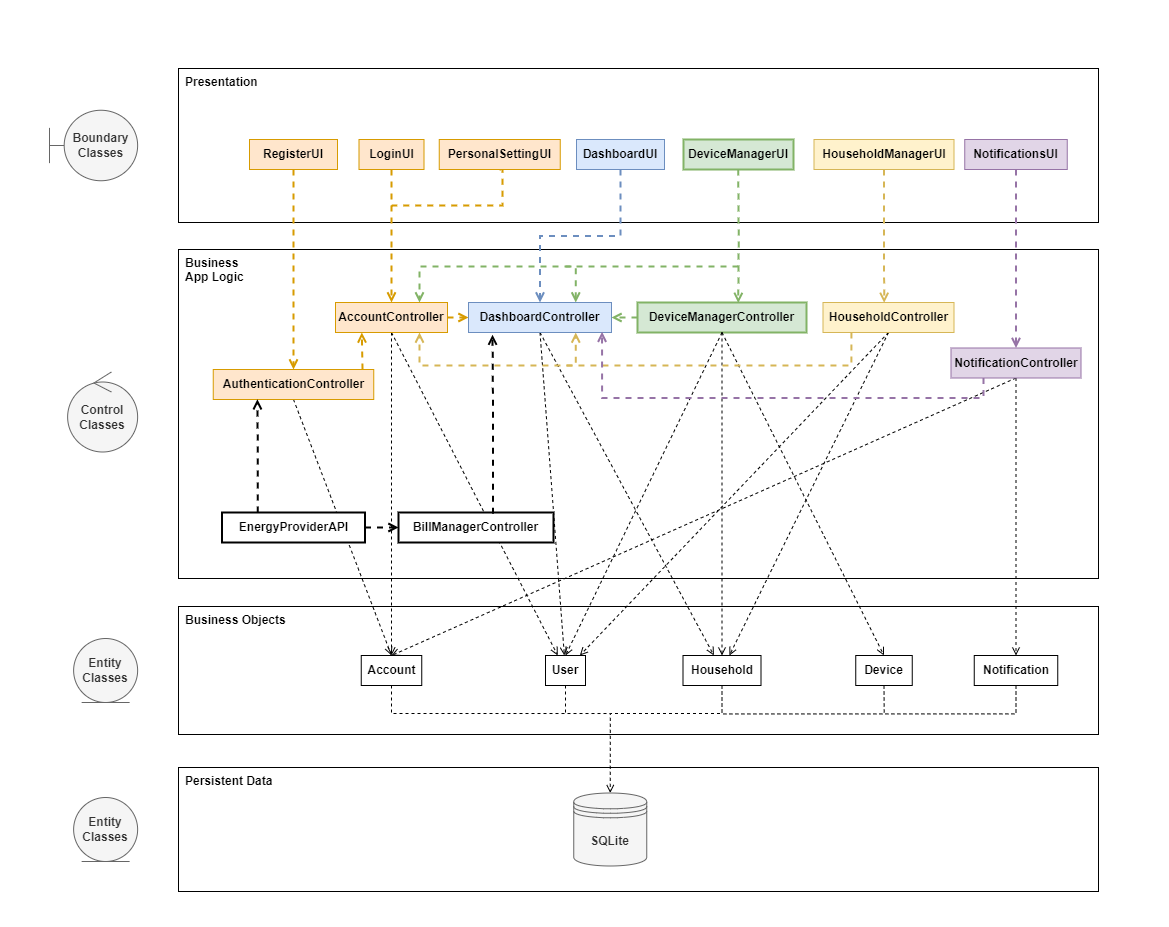 Presentation
Boundary
Classes
RegisterUI
LoginUI
PersonalSettingUI
DashboardUI
DeviceManagerUI
HouseholdManagerUI
NotificationsUI
Business
App Logic
AccountController
DashboardController
DeviceManagerController
HouseholdController
NotificationController
AuthenticationController
Control
Classes
EnergyProviderAPI
BillManagerController
Business Objects
Entity
Classes
Account
User
Household
Device
Notification
Persistent Data
Entity
Classes
SQLite